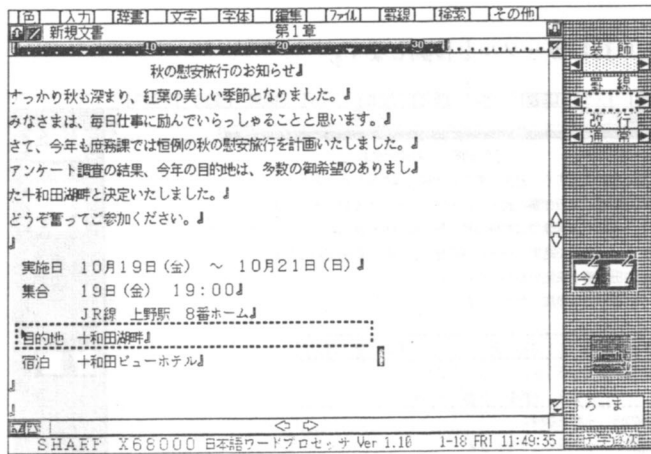 [色] [入力] [辞書] [文字] [字体] [編集] [ファイル] [罫線] [検索] [その他]
新規文書 第1章
10 20 30
装飾
罫線
改行
通常
秋の慰安旅行のお知らせ』
すっかり秋も深まり、紅葉の美しい季節となりました。』
みなさまは、毎日仕事に励んでいらっしゃることと思います。』
さて、今年も庶務課では恒例の秋の慰安旅行を計画いたしました。』
アンケート調査の結果、今年の目的地は、多数の御希望のありまし』
た十和田湖畔と決定いたしました。』
どうぞ奮ってご参加ください。』
』
実施日 10月19日(金) ~ 10月21日(日)』
集合 19日(金) 19:00』
JR線 上野駅 8番ホーム』
目的地 十和田湖畔』
宿泊 十和田ビューホテル』
』
』
今
ろーま
SHARP X68000 日本語ワードプロセッサ Ver 1.10 1-18 FRI 11:49:35